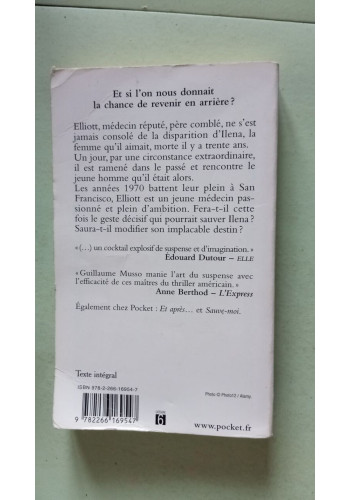 Et si l'on nous donnait
la chance de revenir en arrière ?
Elliott, médecin réputé, père comblé, ne s'est
jamais consolé de la disparition d'Ilena, la
femme qu'il aimait, morte il y a trente ans.
Un jour, par une circonstance extraordinaire,
il est ramené dans le passé et rencontre le
jeune homme qu'il était alors.
Les années 1970 battent leur plein à San
Francisco, Elliott est un jeune médecin pas-
sionné et plein d'ambition. Fera-t-il cette
fois le geste décisif qui pourrait sauver Ilena ?
Saura-t-il modifier son implacable destin ?
«(...) un cocktail explosif de suspense et d'imagination. »
Édouard Dutour – ELLE
«Guillaume Musso manie l'art du suspense avec
l'efficacité de ces maîtres du thriller américain. »
Anne Berthod – L'Express
Également chez Pocket : Et après... et Sauve-moi.
Texte intégral
ISBN 978-2-266-16954-7
9 782266 169547
6
www.pocket.fr